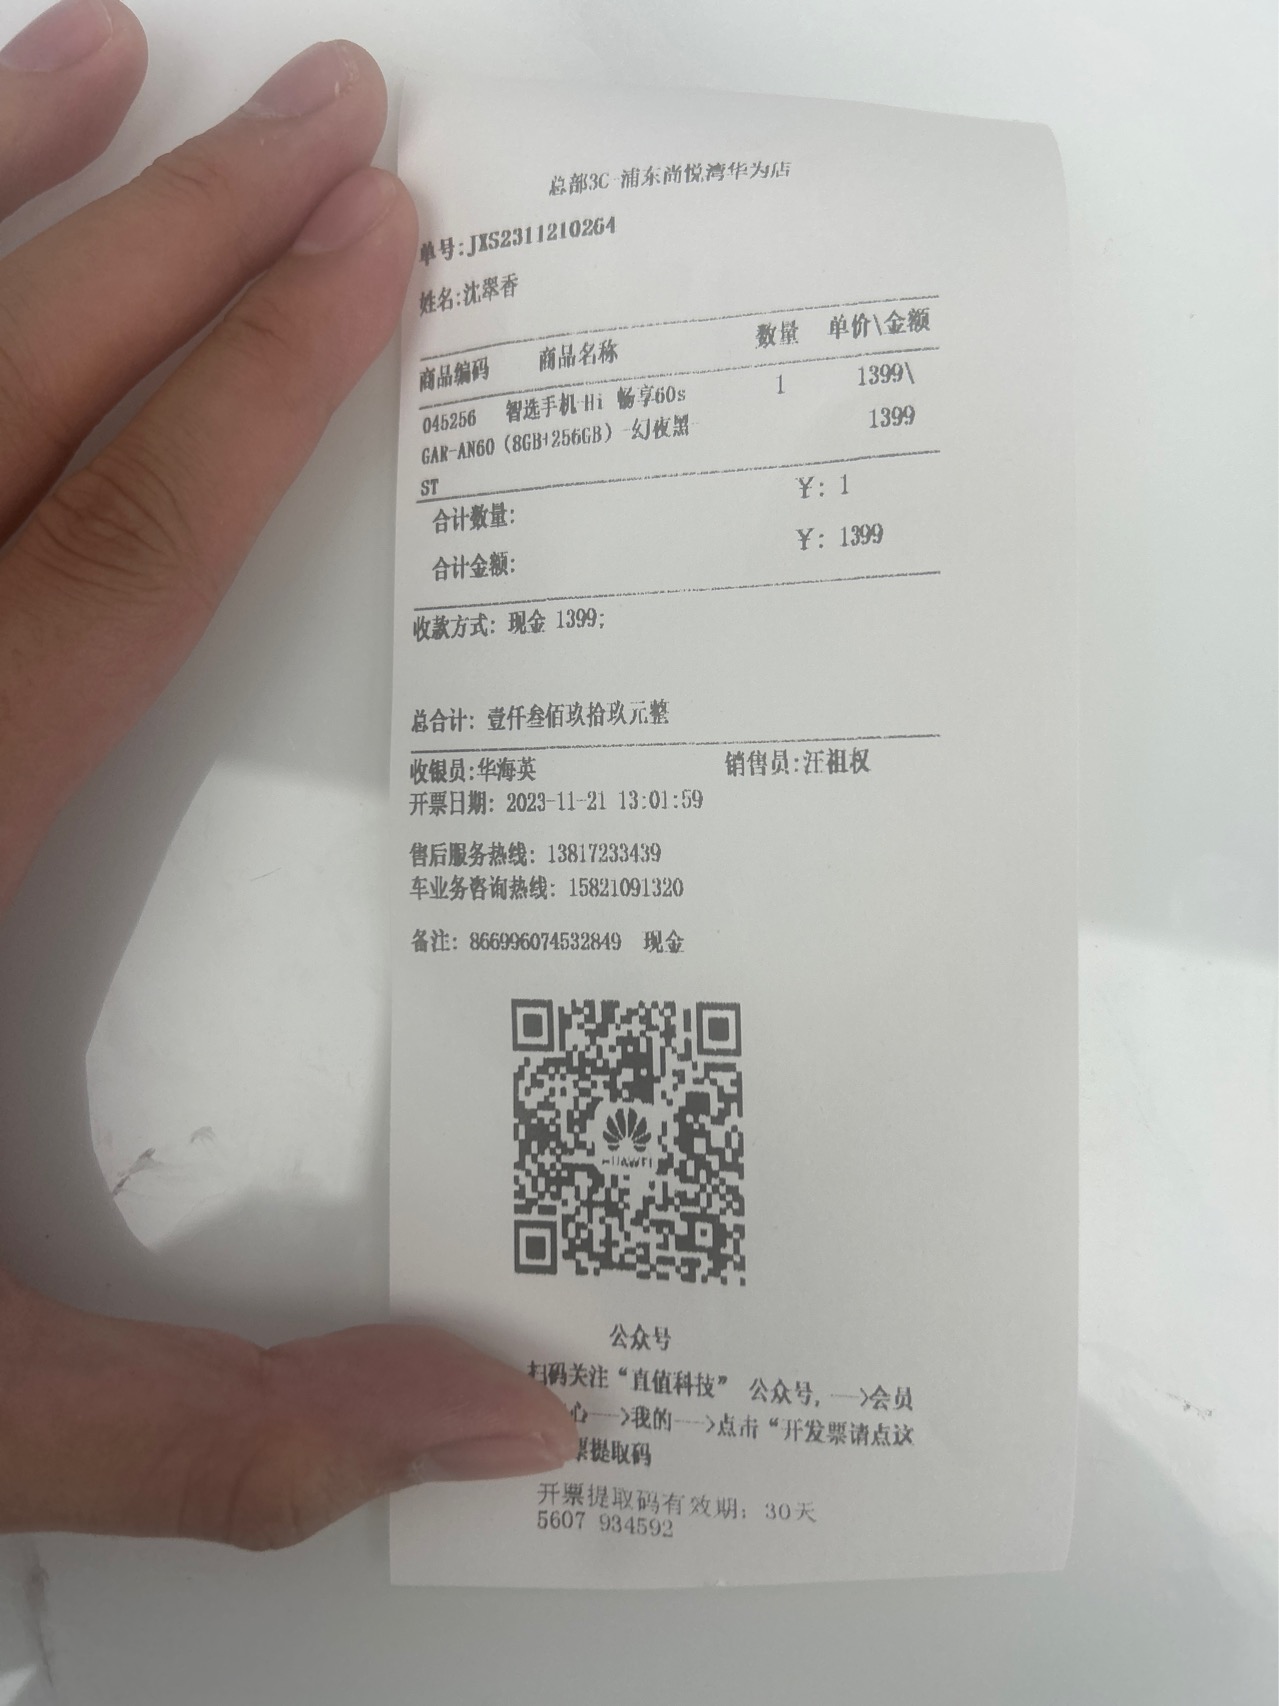 总部3C-浦东尚悦湾华为店
单号:JXS2311210264
姓名:沈翠香
商品编码 商品名称 数量 单价\金额
045256 智选手机-Hi 畅享60s 1 1399\
GAR-AN60（8GB+256GB）-幻夜黑 1399
ST
合计数量: ¥: 1
合计金额: ¥: 1399
收款方式: 现金 1399;
总合计: 壹仟叁佰玖拾玖元整
收银员:华海英 销售员:汪祖权
开票日期: 2023-11-21 13:01:59
售后服务热线: 13817233439
车业务咨询热线: 15821091320
备注: 866996074532849 现金
HUAWEI
公众号
扫码关注“直值科技” 公众号, -->会员
心-->我的-->点击“开发票请点这
票提取码
开票提取码有效期: 30天
5607 934592